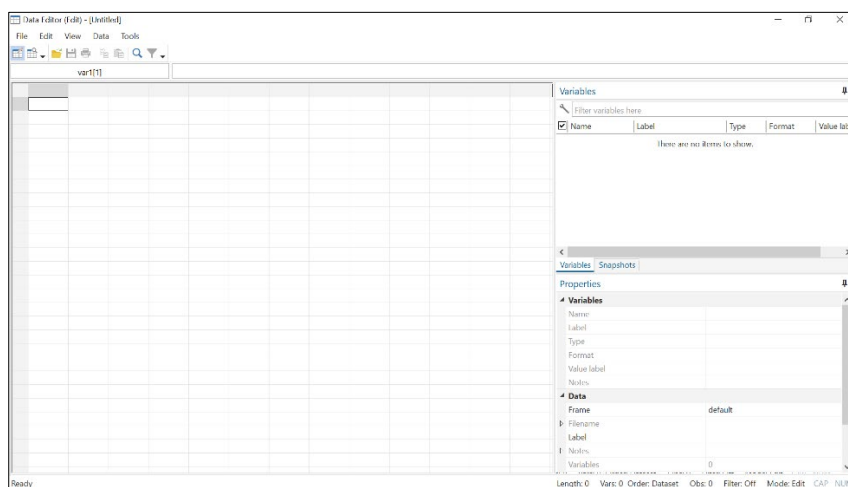 Data Editor (Edit) - [Untitled]
File Edit View Data Tools
var1[1]
Variables
Filter variables here
Name Label Type Format Value lab
There are no items to show.
Variables Snapshots
Properties
Variables
Name
Label
Type
Format
Value label
Notes
Data
Frame default
Filename
Label
Notes
Variables 0
Ready Length: 0 Vars: 0 Order: Dataset Obs: 0 Filter: Off Mode: Edit CAP NUM